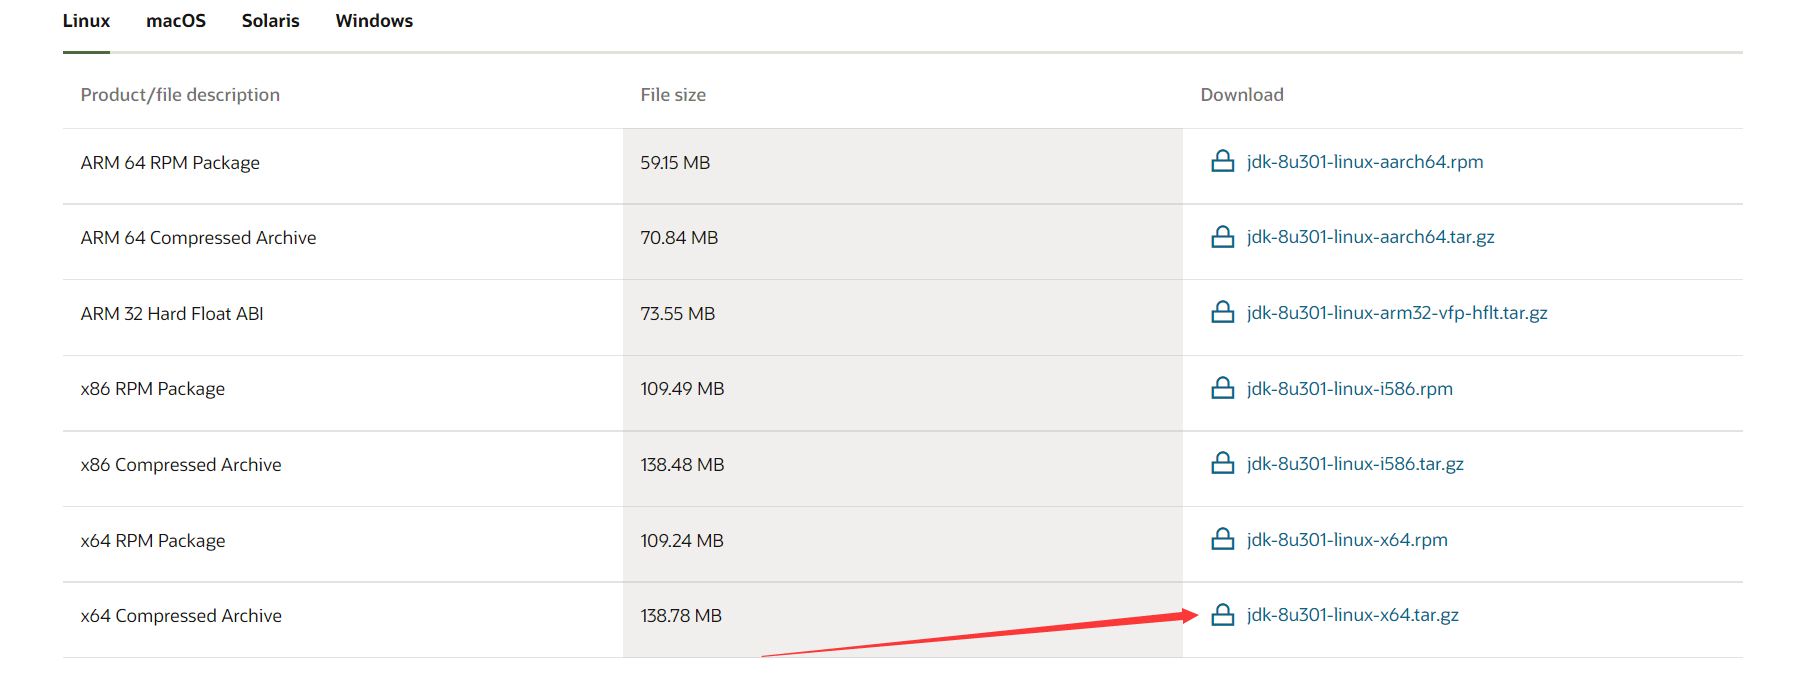 Linux macOS Solaris Windows
Product/file description File size Download
ARM 64 RPM Package 59.15 MB jdk-8u301-linux-aarch64.rpm
ARM 64 Compressed Archive 70.84 MB jdk-8u301-linux-aarch64.tar.gz
ARM 32 Hard Float ABI 73.55 MB jdk-8u301-linux-arm32-vfp-hflt.tar.gz
x86 RPM Package 109.49 MB jdk-8u301-linux-i586.rpm
x86 Compressed Archive 138.48 MB jdk-8u301-linux-i586.tar.gz
x64 RPM Package 109.24 MB jdk-8u301-linux-x64.rpm
x64 Compressed Archive 138.78 MB jdk-8u301-linux-x64.tar.gz